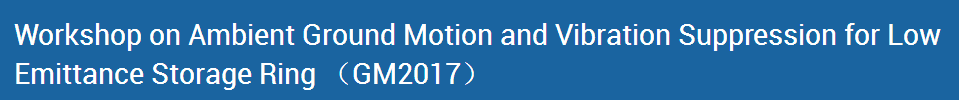 Workshop on Ambient Ground Motion and Vibration Suppression for Low
Emittance Storage Ring （GM2017）